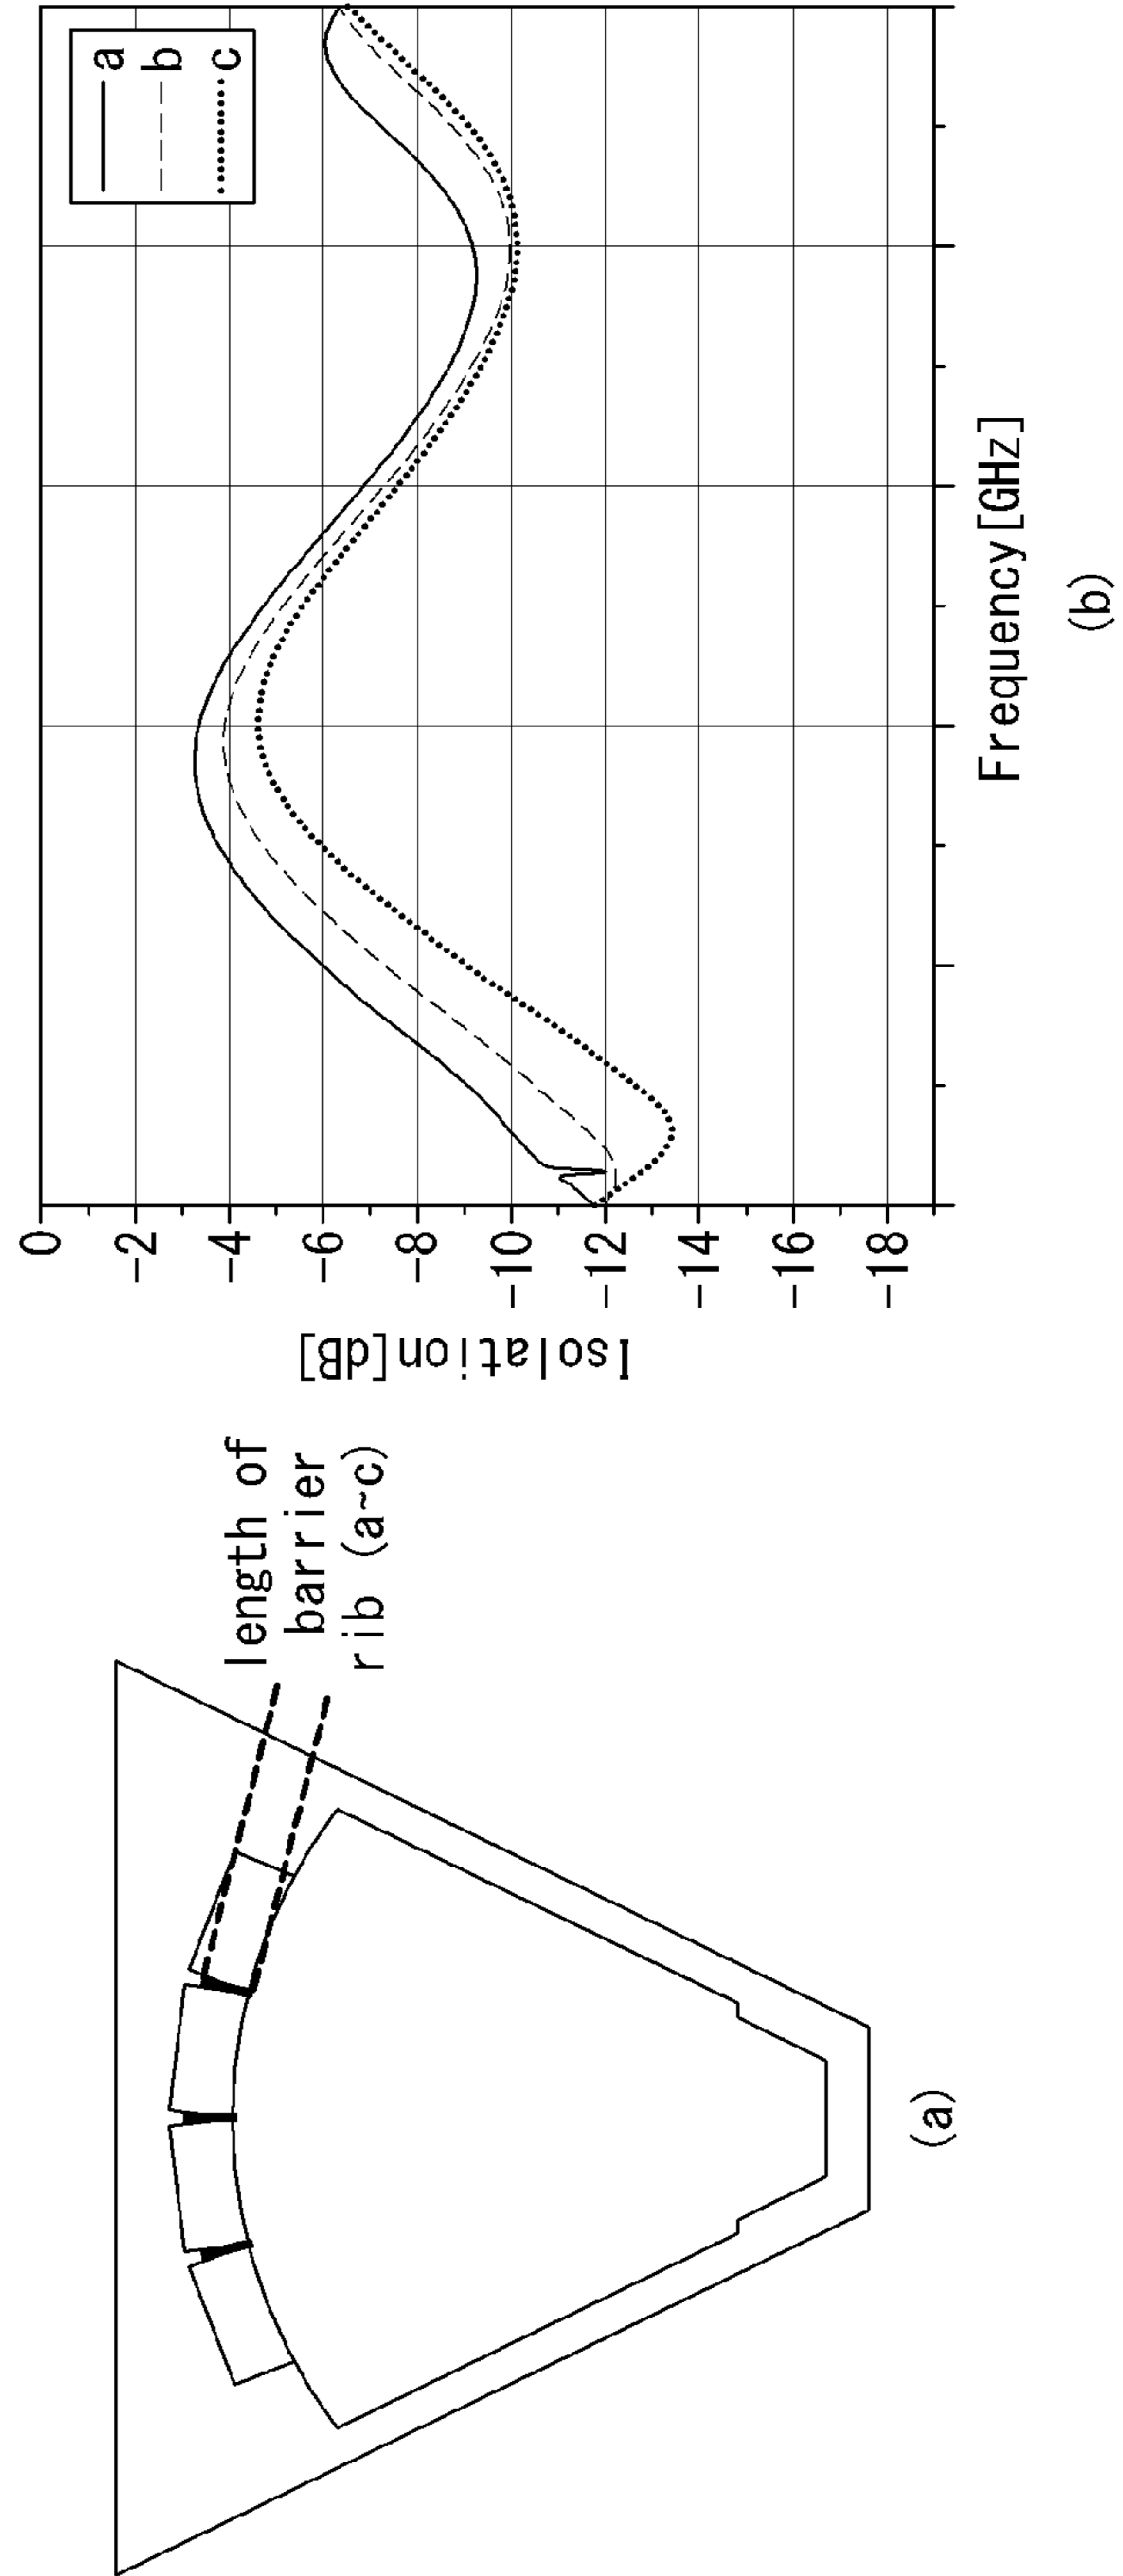 length of
barrier
rib (a~c)
(a)
Isolation[dB]
0
-2
-4
-6
-8
-10
-12
-14
-16
-18
a
b
c
Frequency[GHz]
(b)